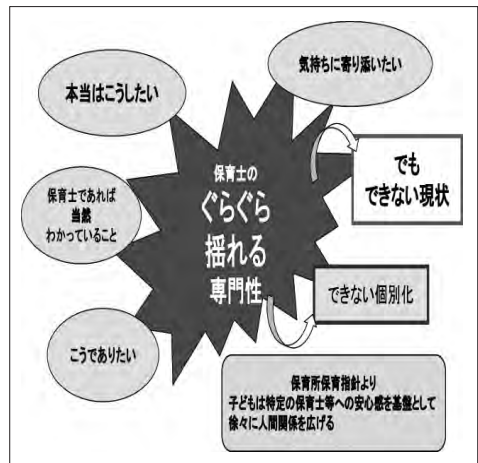 気持ちに寄り添いたい
本当はこうしたい
でも
できない現状
保育士の
ぐらぐら
揺れる
専門性
保育士であれば
当然
わかっていること
できない個別化
こうでありたい
保育所保育指針より
子どもは特定の保育士等への安心感を基盤として
徐々に人間関係を広げる